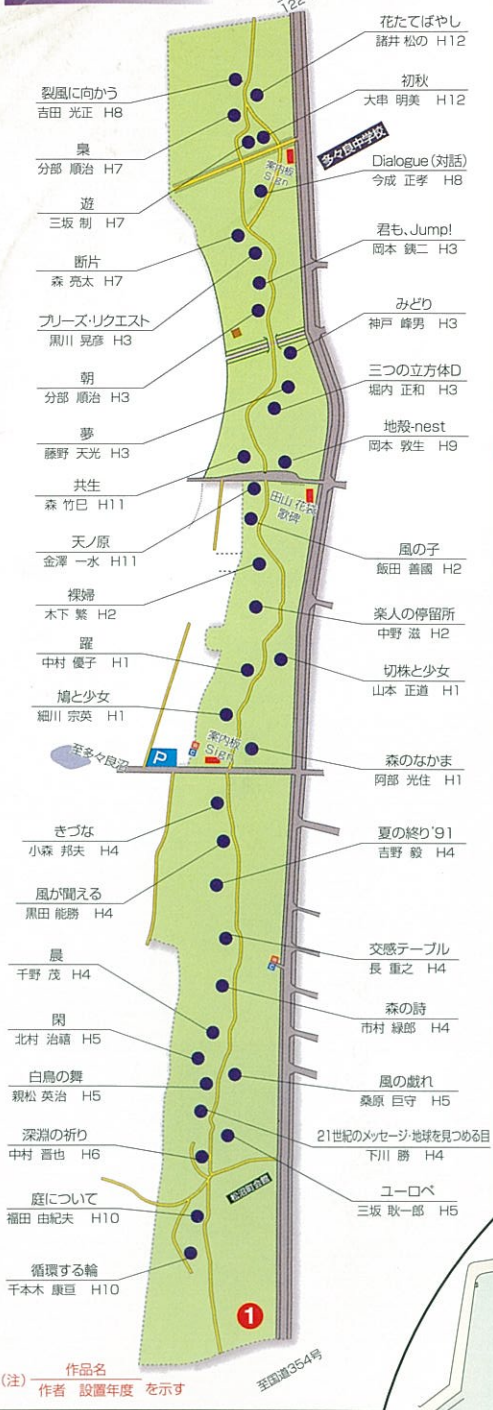 122
花たてばやし
諸井 松の H12
裂風に向かう
吉田 光正 H8
初秋
大串 明美 H12
梟
分部 順治 H7
案内板
Sign
多々良中学校
Dialogue(対話)
今成 正孝 H8
遊
三坂 制 H7
君も、Jump!
岡本 銕二 H3
断片
森 亮太 H7
プリーズ・リクエスト
黒川 晃彦 H3
みどり
神戸 峰男 H3
朝
分部 順治 H3
三つの立方体D
堀内 正和 H3
夢
藤野 天光 H3
地殻-nest
岡本 敦生 H9
共生
森 竹巳 H11
田山 花袋
歌碑
天ノ原
金澤 一水 H11
風の子
飯田 善國 H2
裸婦
木下 繁 H2
楽人の停留所
中野 滋 H2
躍
中村 優子 H1
切株と少女
山本 正道 H1
鳩と少女
細川 宗英 H1
案内板
Sign
至多々良沼
P
森のなかま
阿部 光住 H1
きづな
小森 邦夫 H4
夏の終り'91
吉野 毅 H4
風が聞える
黒田 能勝 H4
交感テーブル
長 重之 H4
晨
千野 茂 H4
森の詩
市村 緑郎 H4
閑
北村 治禧 H5
白鳥の舞
親松 英治 H5
風の戯れ
桑原 巨守 H5
深淵の祈り
中村 晋也 H6
21世紀のメッセージ・地球を見つめる目
下川 勝 H4
松沼町会館
庭について
福田 由紀夫 H10
ユーロペ
三坂 耿一郎 H5
循環する輪
千本木 康亘 H10
1
至国道354号
(注) 作品名
作者 設置年度 を示す